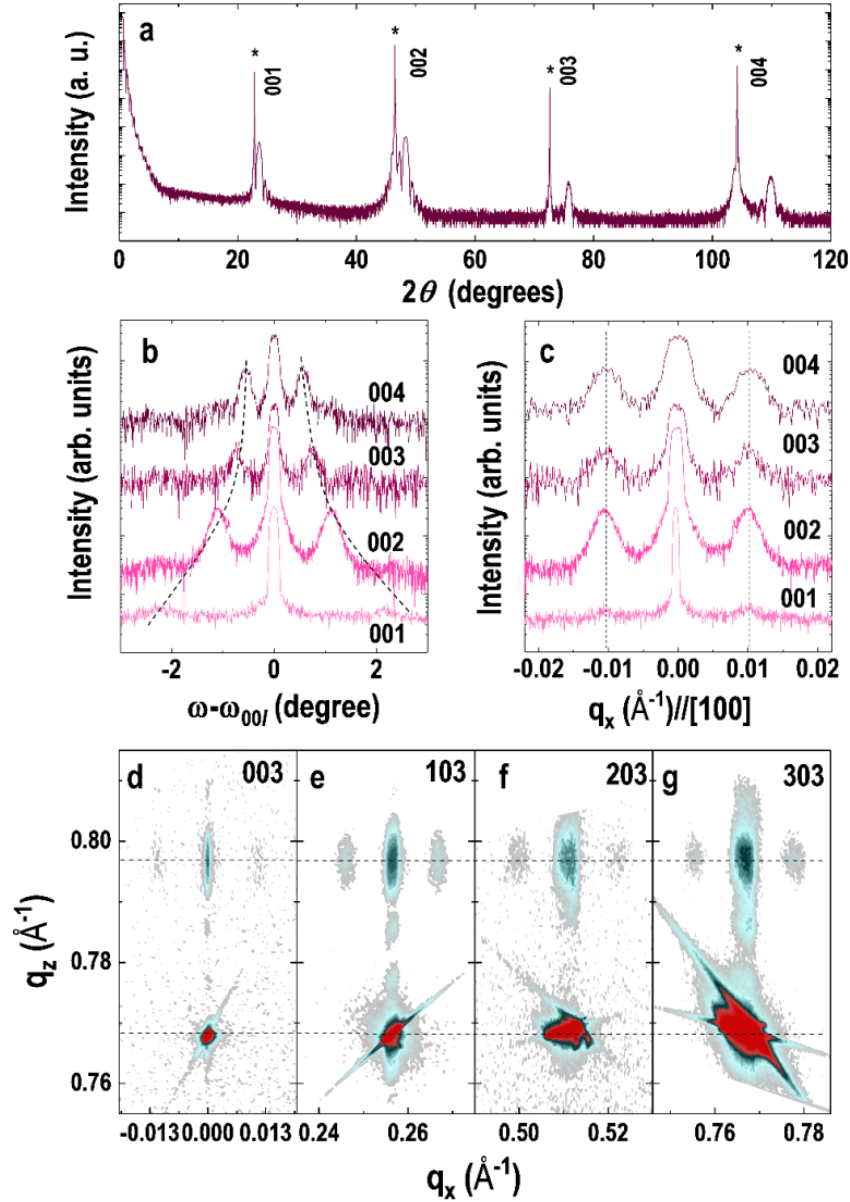 a
Intensity (a. u.)
* 001
* 002
* 003
* 004
0 20 40 60 80 100 120
2θ (degrees)
b
Intensity (arb. units)
004
003
002
001
-2 0 2
ω-ω00l (degree)
c
Intensity (arb. units)
004
003
002
001
-0.02 -0.01 0.00 0.01 0.02
qx (Å-1)//[100]
d 003
e 103
f 203
g 303
qz (Å-1)
0.80
0.78
0.76
-0.013 0.000 0.013 0.24 0.26 0.50 0.52 0.76 0.78
qx (Å-1)